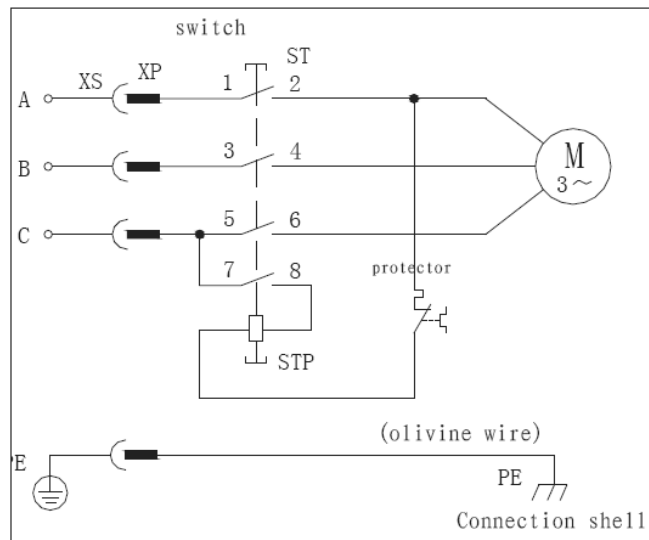 switch
ST
XS XP 1 2
A
3 4
B
M
3~
5 6
C
7 8
protector
STP
(olivine wire)
PE
PE
Connection shell